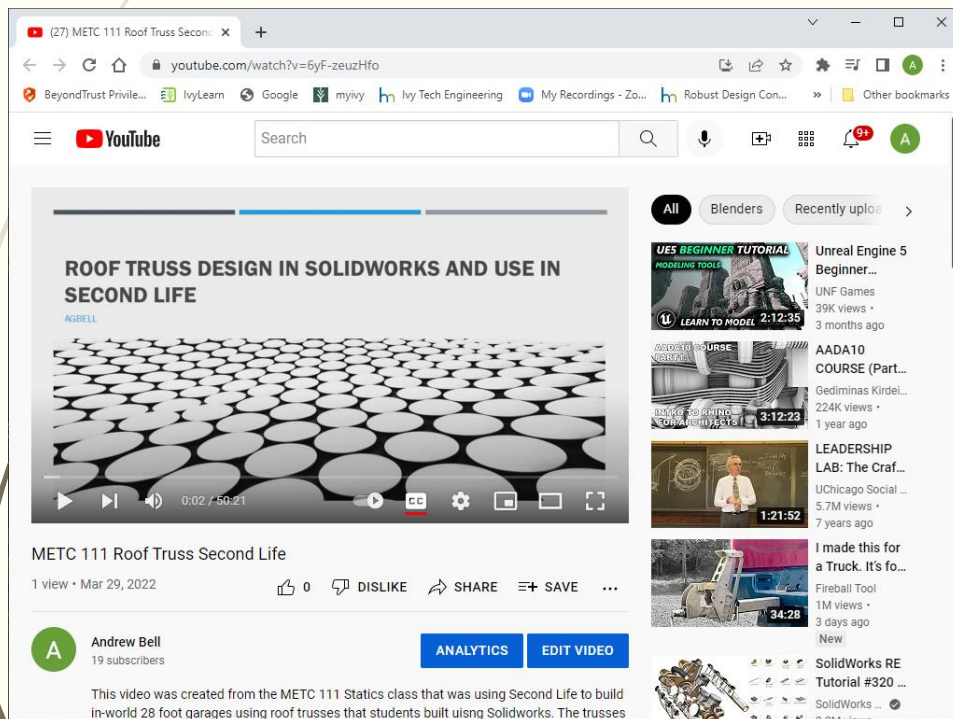 (27) METC 111 Roof Truss Secon
youtube.com/watch?v=6yF-zeuzHfo
A
BeyondTrust Privile... IvyLearn Google myivy Ivy Tech Engineering My Recordings - Zo... Robust Design Con... » Other bookmarks
YouTube
Search
9+
A
All Blenders Recently uploa
ROOF TRUSS DESIGN IN SOLIDWORKS AND USE IN
SECOND LIFE
AGBELL
0:02 / 50:21
CC
METC 111 Roof Truss Second Life
1 view • Mar 29, 2022
0 DISLIKE SHARE SAVE ...
A
Andrew Bell
19 subscribers
ANALYTICS EDIT VIDEO
This video was created from the METC 111 Statics class that was using Second Life to build
in-world 28 foot garages using roof trusses that students built uisng Solidworks. The trusses
UE5 BEGINNER TUTORIAL
MODELING TOOLS
LEARN TO MODEL
2:12:35
Unreal Engine 5
Beginner...
UNF Games
39K views •
3 months ago
AADA10 COURSE
PART1:
INTRO TO RHINO
FOR ARCHITECTS
3:12:23
AADA10
COURSE (Part...
Gediminas Kirdei...
224K views •
1 year ago
1:21:52
LEADERSHIP
LAB: The Craf...
UChicago Social ...
5.7M views •
7 years ago
34:28
I made this for
a Truck. It's fo...
Fireball Tool
1M views •
3 days ago
New
SolidWorks RE
Tutorial #320 ...
SolidWorks ...